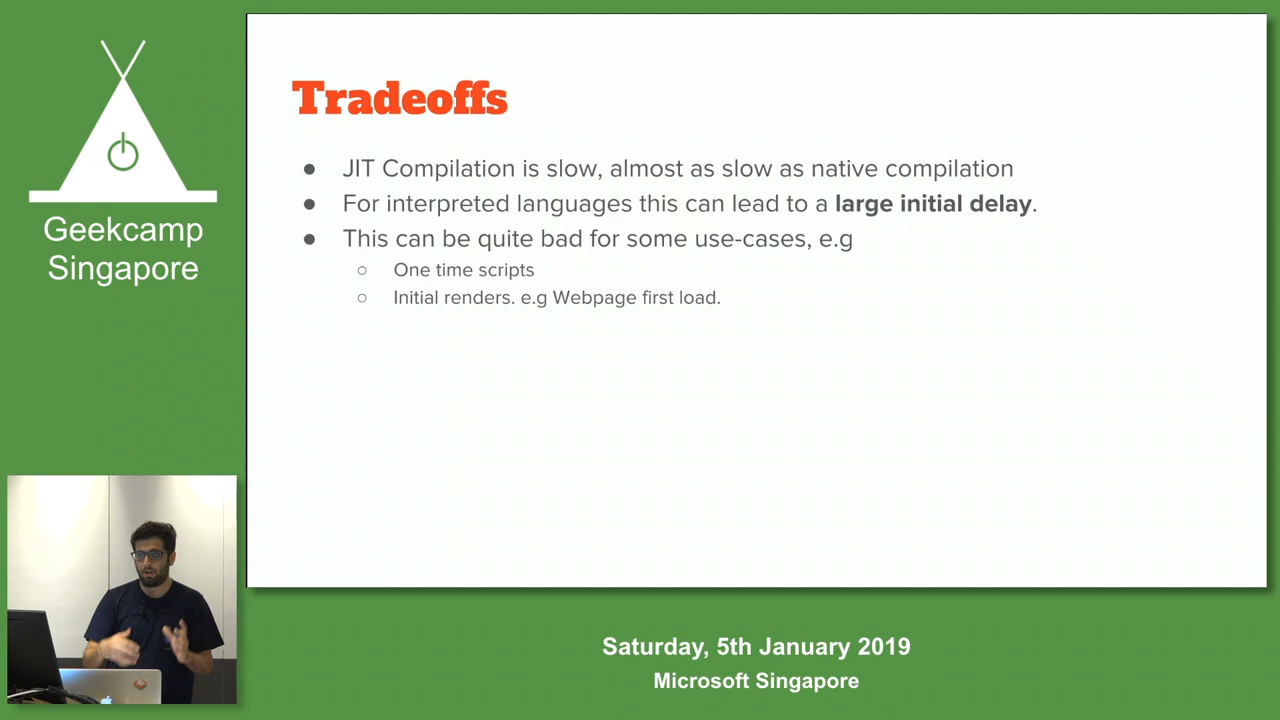 Geekcamp
Singapore
Tradeoffs
● JIT Compilation is slow, almost as slow as native compilation
● For interpreted languages this can lead to a large initial delay.
● This can be quite bad for some use-cases, e.g
○ One time scripts
○ Initial renders. e.g Webpage first load.
Saturday, 5th January 2019
Microsoft Singapore